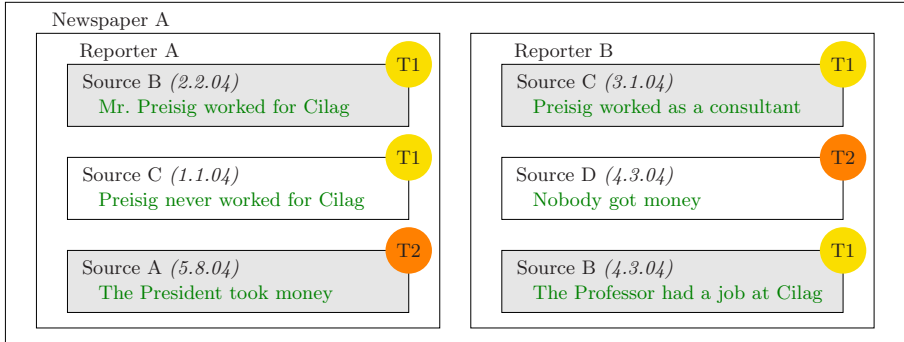 Newspaper A
Reporter A
T1
Source B (2.2.04)
Mr. Preisig worked for Cilag
T1
Source C (1.1.04)
Preisig never worked for Cilag
T2
Source A (5.8.04)
The President took money
Reporter B
T1
Source C (3.1.04)
Preisig worked as a consultant
T2
Source D (4.3.04)
Nobody got money
T1
Source B (4.3.04)
The Professor had a job at Cilag